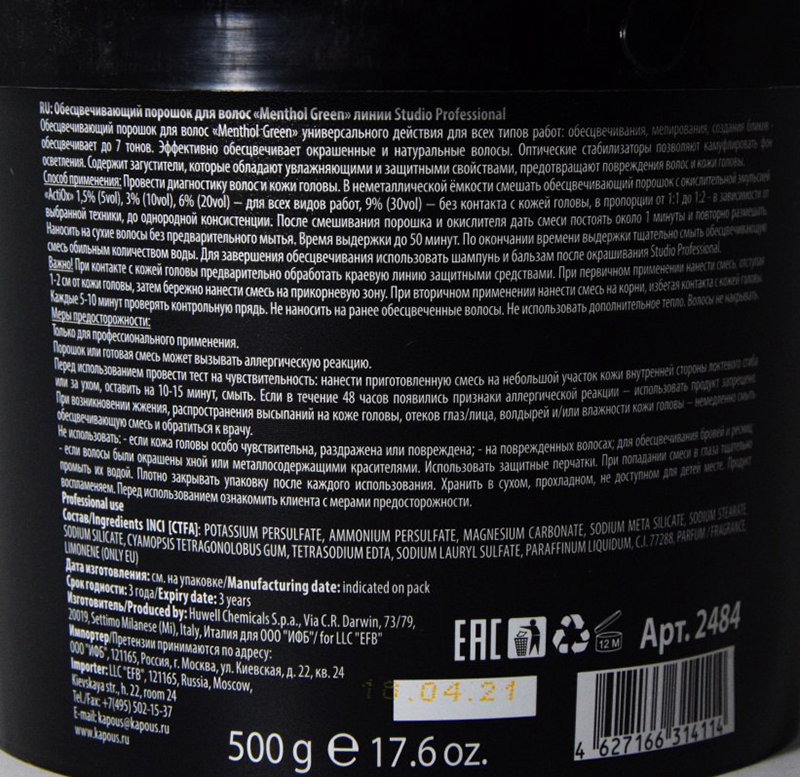 RU: Обесцвечивающий порошок для волос «Menthol Green» линии Studio Professional
Обесцвечивающий порошок для волос «Menthol Green» универсального действия для всех типов работ: обесцвечивания, мелирования, создания бликов -
обесцвечивает до 7 тонов. Эффективно обесцвечивает окрашенные и натуральные волосы. Оптические стабилизаторы позволяют камуфлировать фон
осветления. Содержит загустители, которые обладают увлажняющими и защитными свойствами, предотвращают повреждения волос и кожи головы.
Способ применения: Провести диагностику волос и кожи головы. В неметаллической ёмкости смешать обесцвечивающий порошок с окислительной эмульсией
«ActiOx» 1,5% (5vol), 3% (10vol), 6% (20vol) – для всех видов работ, 9% (30vol) – без контакта с кожей головы, в пропорции от 1:1 до 1:2 - в зависимости от
выбранной техники, до однородной консистенции. После смешивания порошка и окислителя дать смеси постоять около 1 минуты и повторно размешать.
Наносить на сухие волосы без предварительного мытья. Время выдержки до 50 минут. По окончании времени выдержки тщательно смыть обесцвечивающую
смесь обильным количеством воды. Для завершения обесцвечивания использовать шампунь и бальзам после окрашивания Studio Professional.
Важно! При контакте с кожей головы предварительно обработать краевую линию защитными средствами. При первичном применении нанести смесь, отступая
1-2 см от кожи головы, затем бережно нанести смесь на прикорневую зону. При вторичном применении нанести смесь на корни, избегая контакта с кожей головы.
Каждые 5-10 минут проверять контрольную прядь. Не наносить на ранее обесцвеченные волосы. Не использовать дополнительное тепло. Волосы не накрывать.
Меры предосторожности:
Только для профессионального применения.
Порошок или готовая смесь может вызывать аллергическую реакцию.
Перед использованием провести тест на чувствительность: нанести приготовленную смесь на небольшой участок кожи внутренней стороны локтевого сгиба
или за ухом, оставить на 10-15 минут, смыть. Если в течение 48 часов появились признаки аллергической реакции – использовать продукт запрещено.
При возникновении жжения, распространения высыпаний на коже головы, отеков глаз/лица, волдырей и/или влажности кожи головы – немедленно смыть
обесцвечивающую смесь и обратиться к врачу.
Не использовать: - если кожа головы особо чувствительна, раздражена или повреждена; - на поврежденных волосах; для обесцвечивания бровей и ресниц;
- если волосы были окрашены хной или металлосодержащими красителями. Использовать защитные перчатки. При попадании смеси в глаза тщательно
промыть их водой. Плотно закрывать упаковку после каждого использования. Хранить в сухом, прохладном, не доступном для детей месте. Продукт
воспламеняем. Перед использованием ознакомить клиента с мерами предосторожности.
Professional use
Состав/Ingredients INCI [CTFA]: POTASSIUM PERSULFATE, AMMONIUM PERSULFATE, MAGNESIUM CARBONATE, SODIUM META SILICATE, SODIUM STEARATE,
SODIUM SILICATE, CYAMOPSIS TETRAGONOLOBUS GUM, TETRASODIUM EDTA, SODIUM LAURYL SULFATE, PARAFFINUM LIQUIDUM, C.I. 77288, PARFUM / FRAGRANCE,
LIMONENE (ONLY EU)
Дата изготовления: см. на упаковке/Manufacturing date: indicated on pack
Срок годности: 3 года/Expiry date: 3 years
Изготовитель/Produced by: Huwell Chemicals S.p.a., Via C.R. Darwin, 73/79,
20019, Settimo Milanese (Mi), Italy, Италия для ООО "ИФБ"/ for LLC "EFB"
Импортер/Претензии принимаются по адресу:
ООО "ИФБ", 121165, Россия, г. Москва, ул. Киевская, д. 22, кв. 24
Importer: LLC "EFB", 121165, Russia, Moscow,
Kievskaya str., h. 22, room 24
Tel./Fax: +7(495) 502-15-37
E-mail: kapous@kapous.ru
www.kapous.ru
EAC
12 M
Арт. 2484
18.04.21
500 g e 17.6 oz.
4 627166 314114